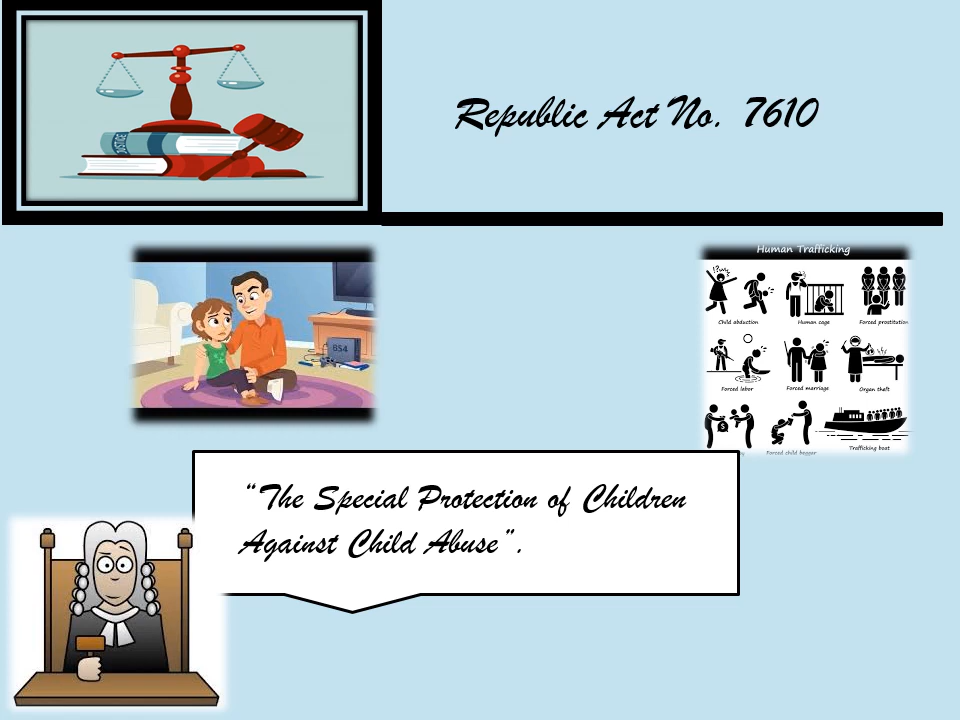 Republic Act No. 7610
Human Trafficking
Child abduction
Human cage
Forced prostitution
Forced labor
Forced marriage
Organ theft
Forced child beggar
Trafficking boat
BS4
“The Special Protection of Children
Against Child Abuse”.